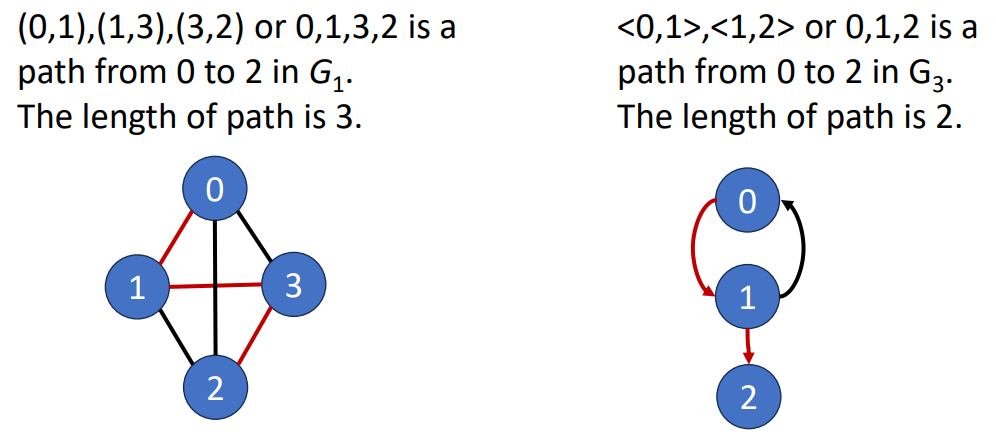 (0,1),(1,3),(3,2) or 0,1,3,2 is a
path from 0 to 2 in G₁.
The length of path is 3.
0
1
3
2
<0,1>,<1,2> or 0,1,2 is a
path from 0 to 2 in G₃.
The length of path is 2.
0
1
2